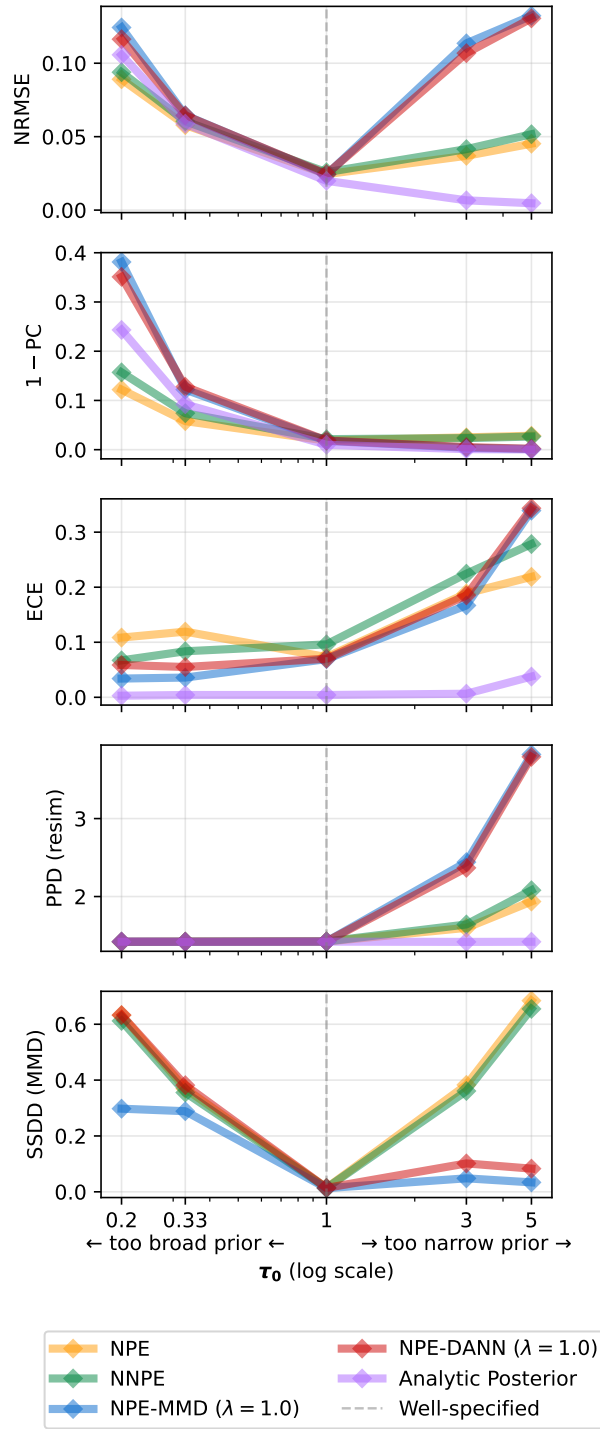 NRMSE
0.10
0.05
0.00
1 − PC
0.4
0.3
0.2
0.1
0.0
ECE
0.3
0.2
0.1
0.0
PPD (resim)
3
2
SSDD (MMD)
0.6
0.4
0.2
0.0
0.2 0.33 1 3 5
← too broad prior ← → too narrow prior →
τ₀ (log scale)
NPE
NNPE
NPE-MMD (λ = 1.0)
NPE-DANN (λ = 1.0)
Analytic Posterior
Well-specified